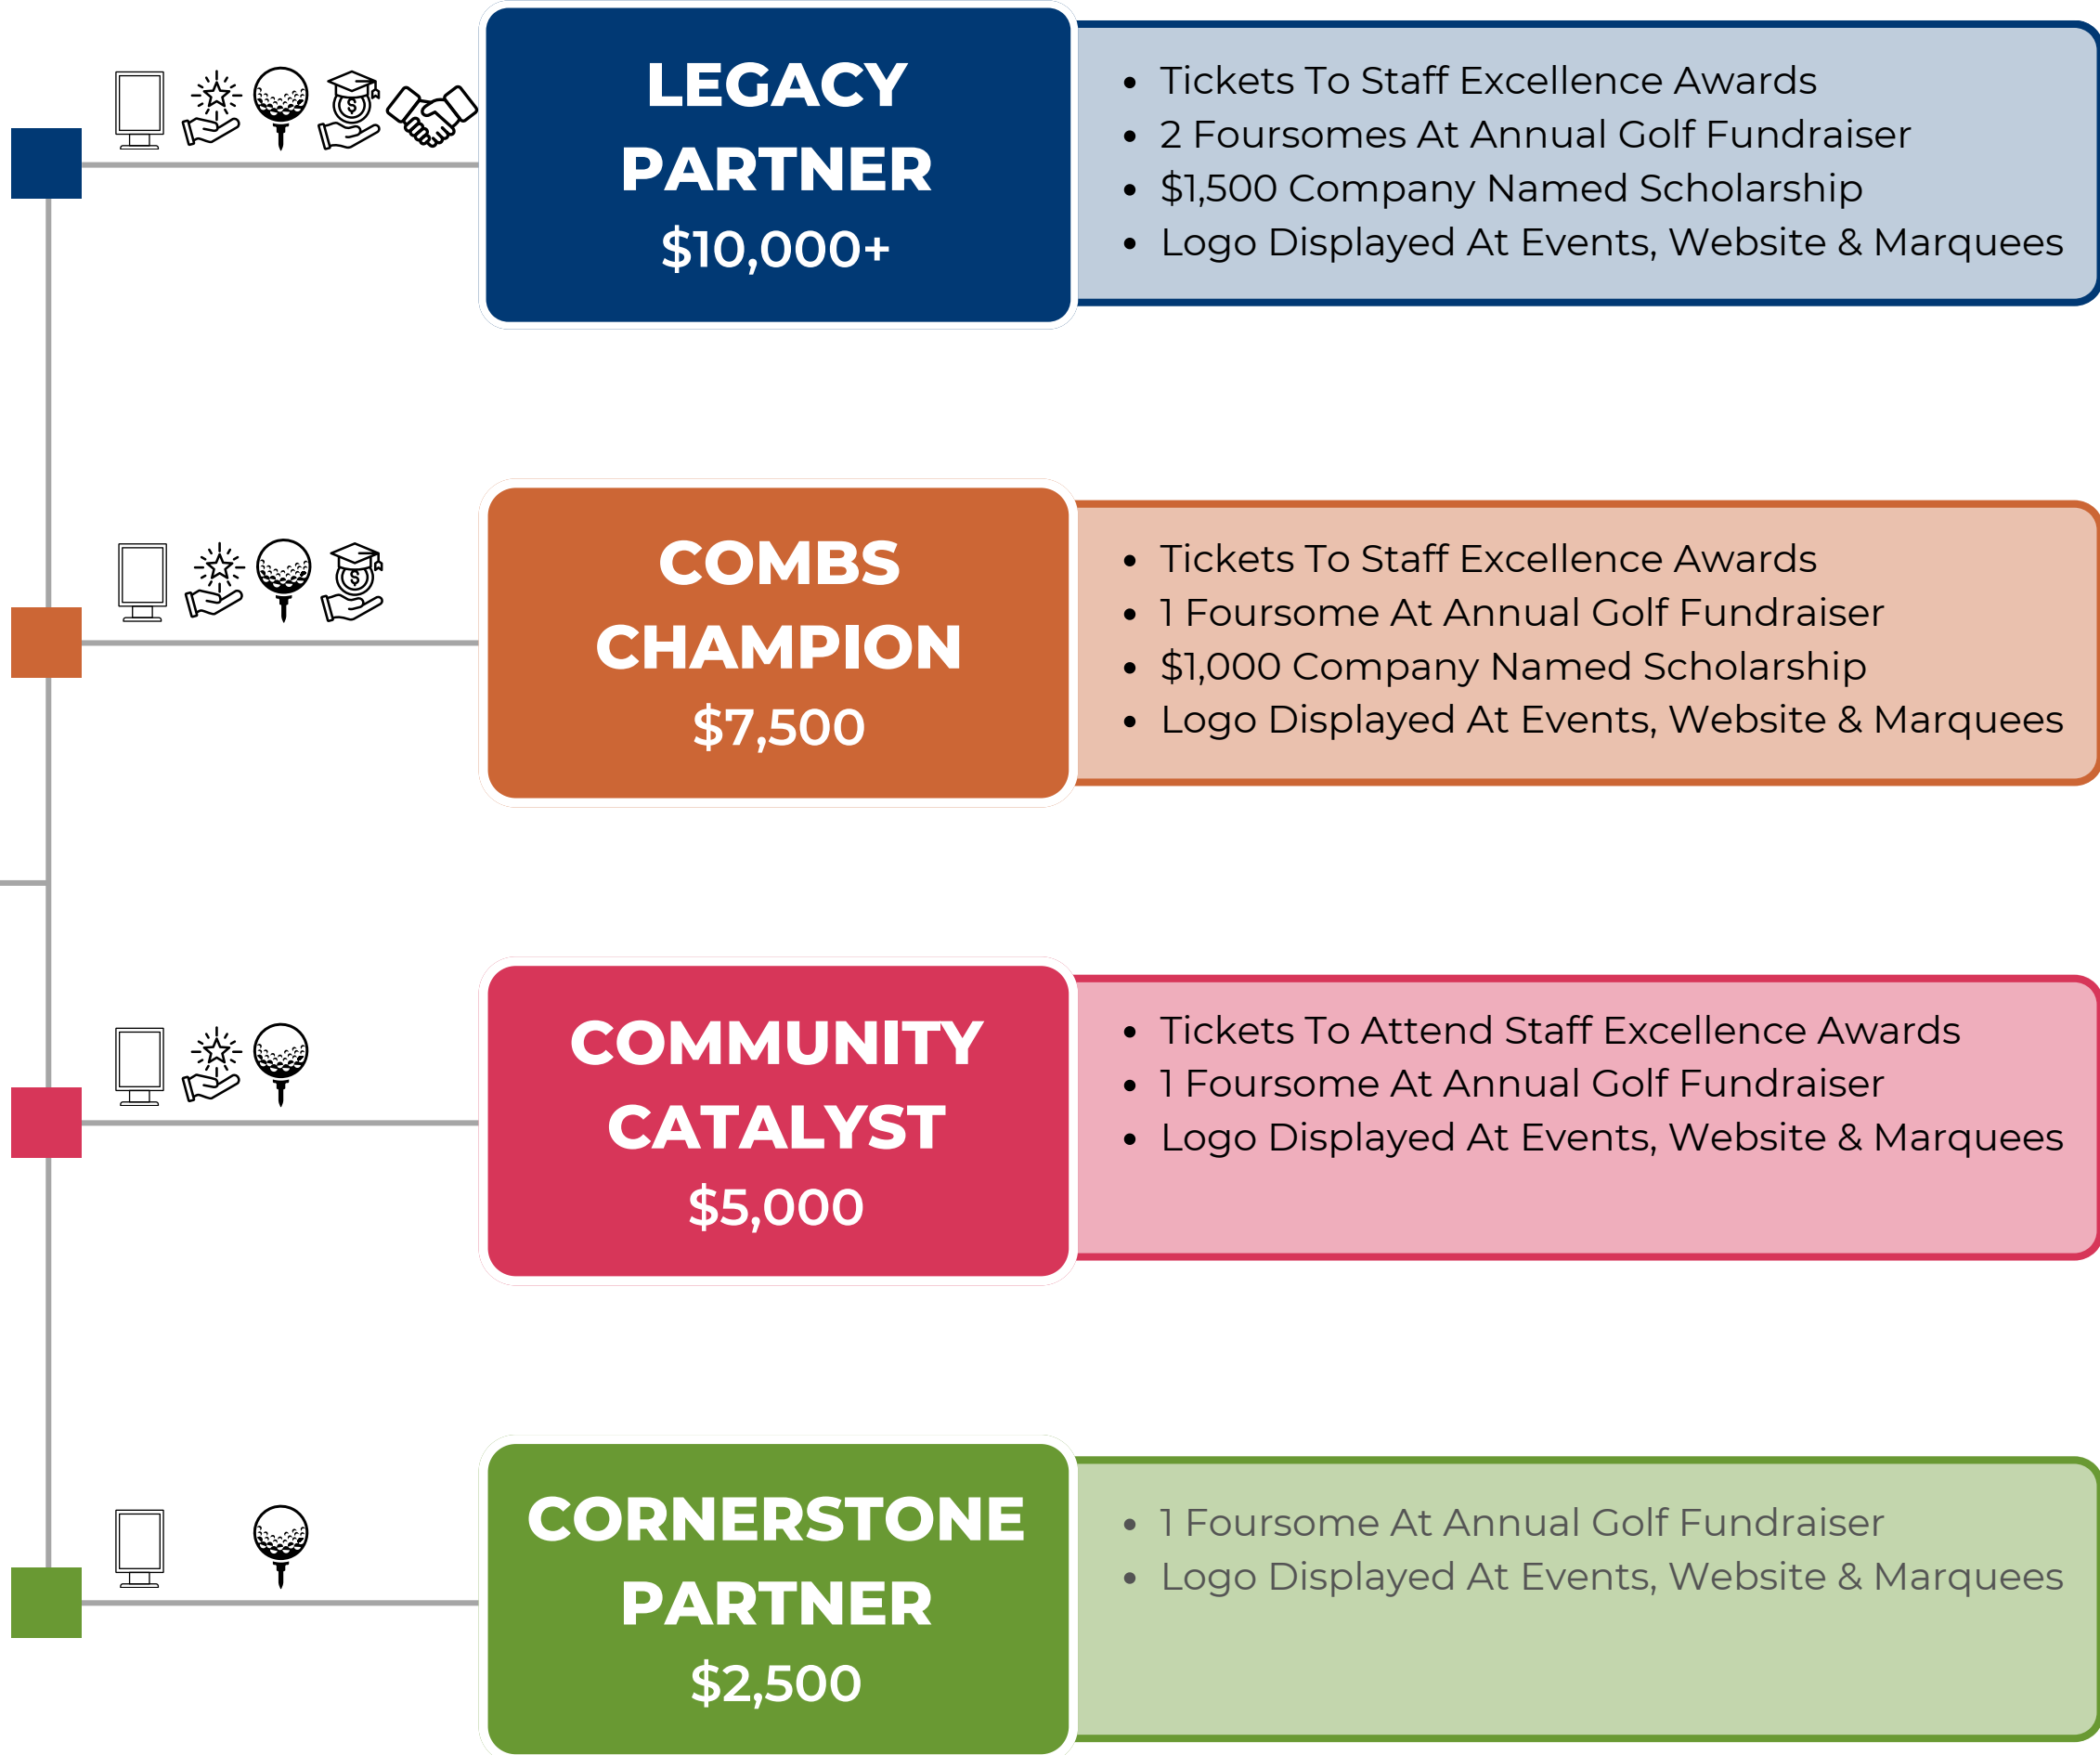 LEGACY
PARTNER
$10,000+
• Tickets To Staff Excellence Awards
• 2 Foursomes At Annual Golf Fundraiser
• $1,500 Company Named Scholarship
• Logo Displayed At Events, Website & Marquees
COMBS
CHAMPION
$7,500
• Tickets To Staff Excellence Awards
• 1 Foursome At Annual Golf Fundraiser
• $1,000 Company Named Scholarship
• Logo Displayed At Events, Website & Marquees
COMMUNITY
CATALYST
$5,000
• Tickets To Attend Staff Excellence Awards
• 1 Foursome At Annual Golf Fundraiser
• Logo Displayed At Events, Website & Marquees
CORNERSTONE
PARTNER
$2,500
• 1 Foursome At Annual Golf Fundraiser
• Logo Displayed At Events, Website & Marquees